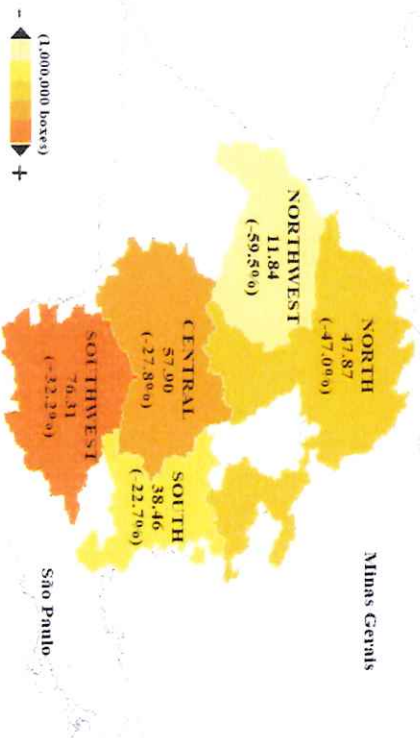 Minas Gerais
NORTH
47.87
(-47.0%)
NORTHWEST
11.84
(-59.5%)
CENTRAL
57.90
(-27.8%)
SOUTH
38.46
(-22.7%)
SOUTHWEST
76.31
São Paulo
(1,000,000 boxes)
- +